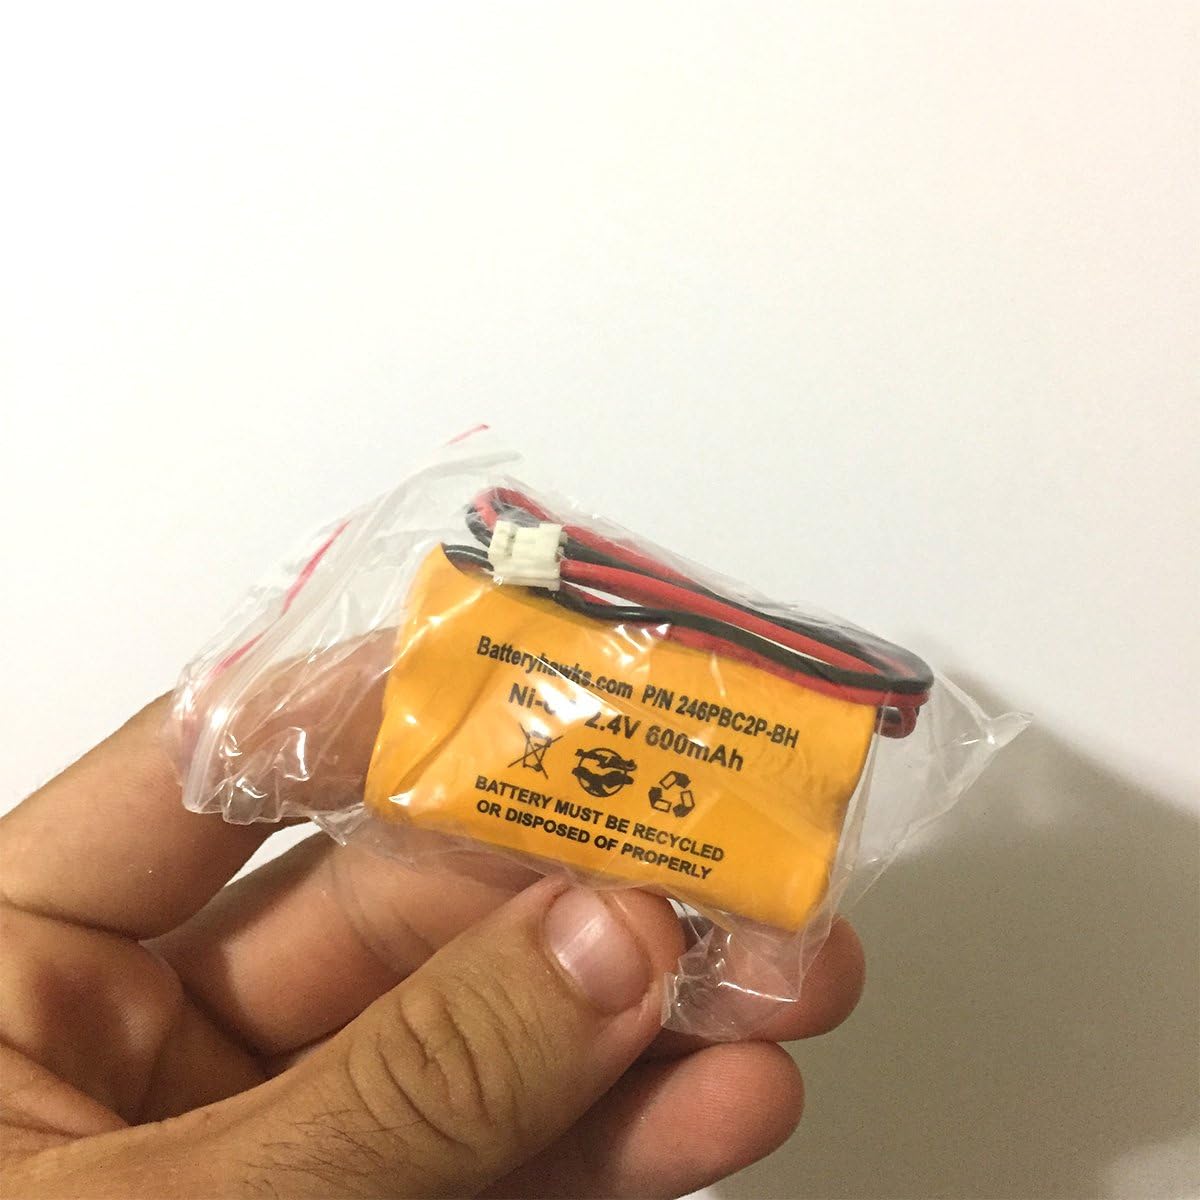 Batteryhawks.com P/N 246PBC2P-BH
2.4V 600mAh
BATTERY MUST BE RECYCLED
OR DISPOSED OF PROPERLY